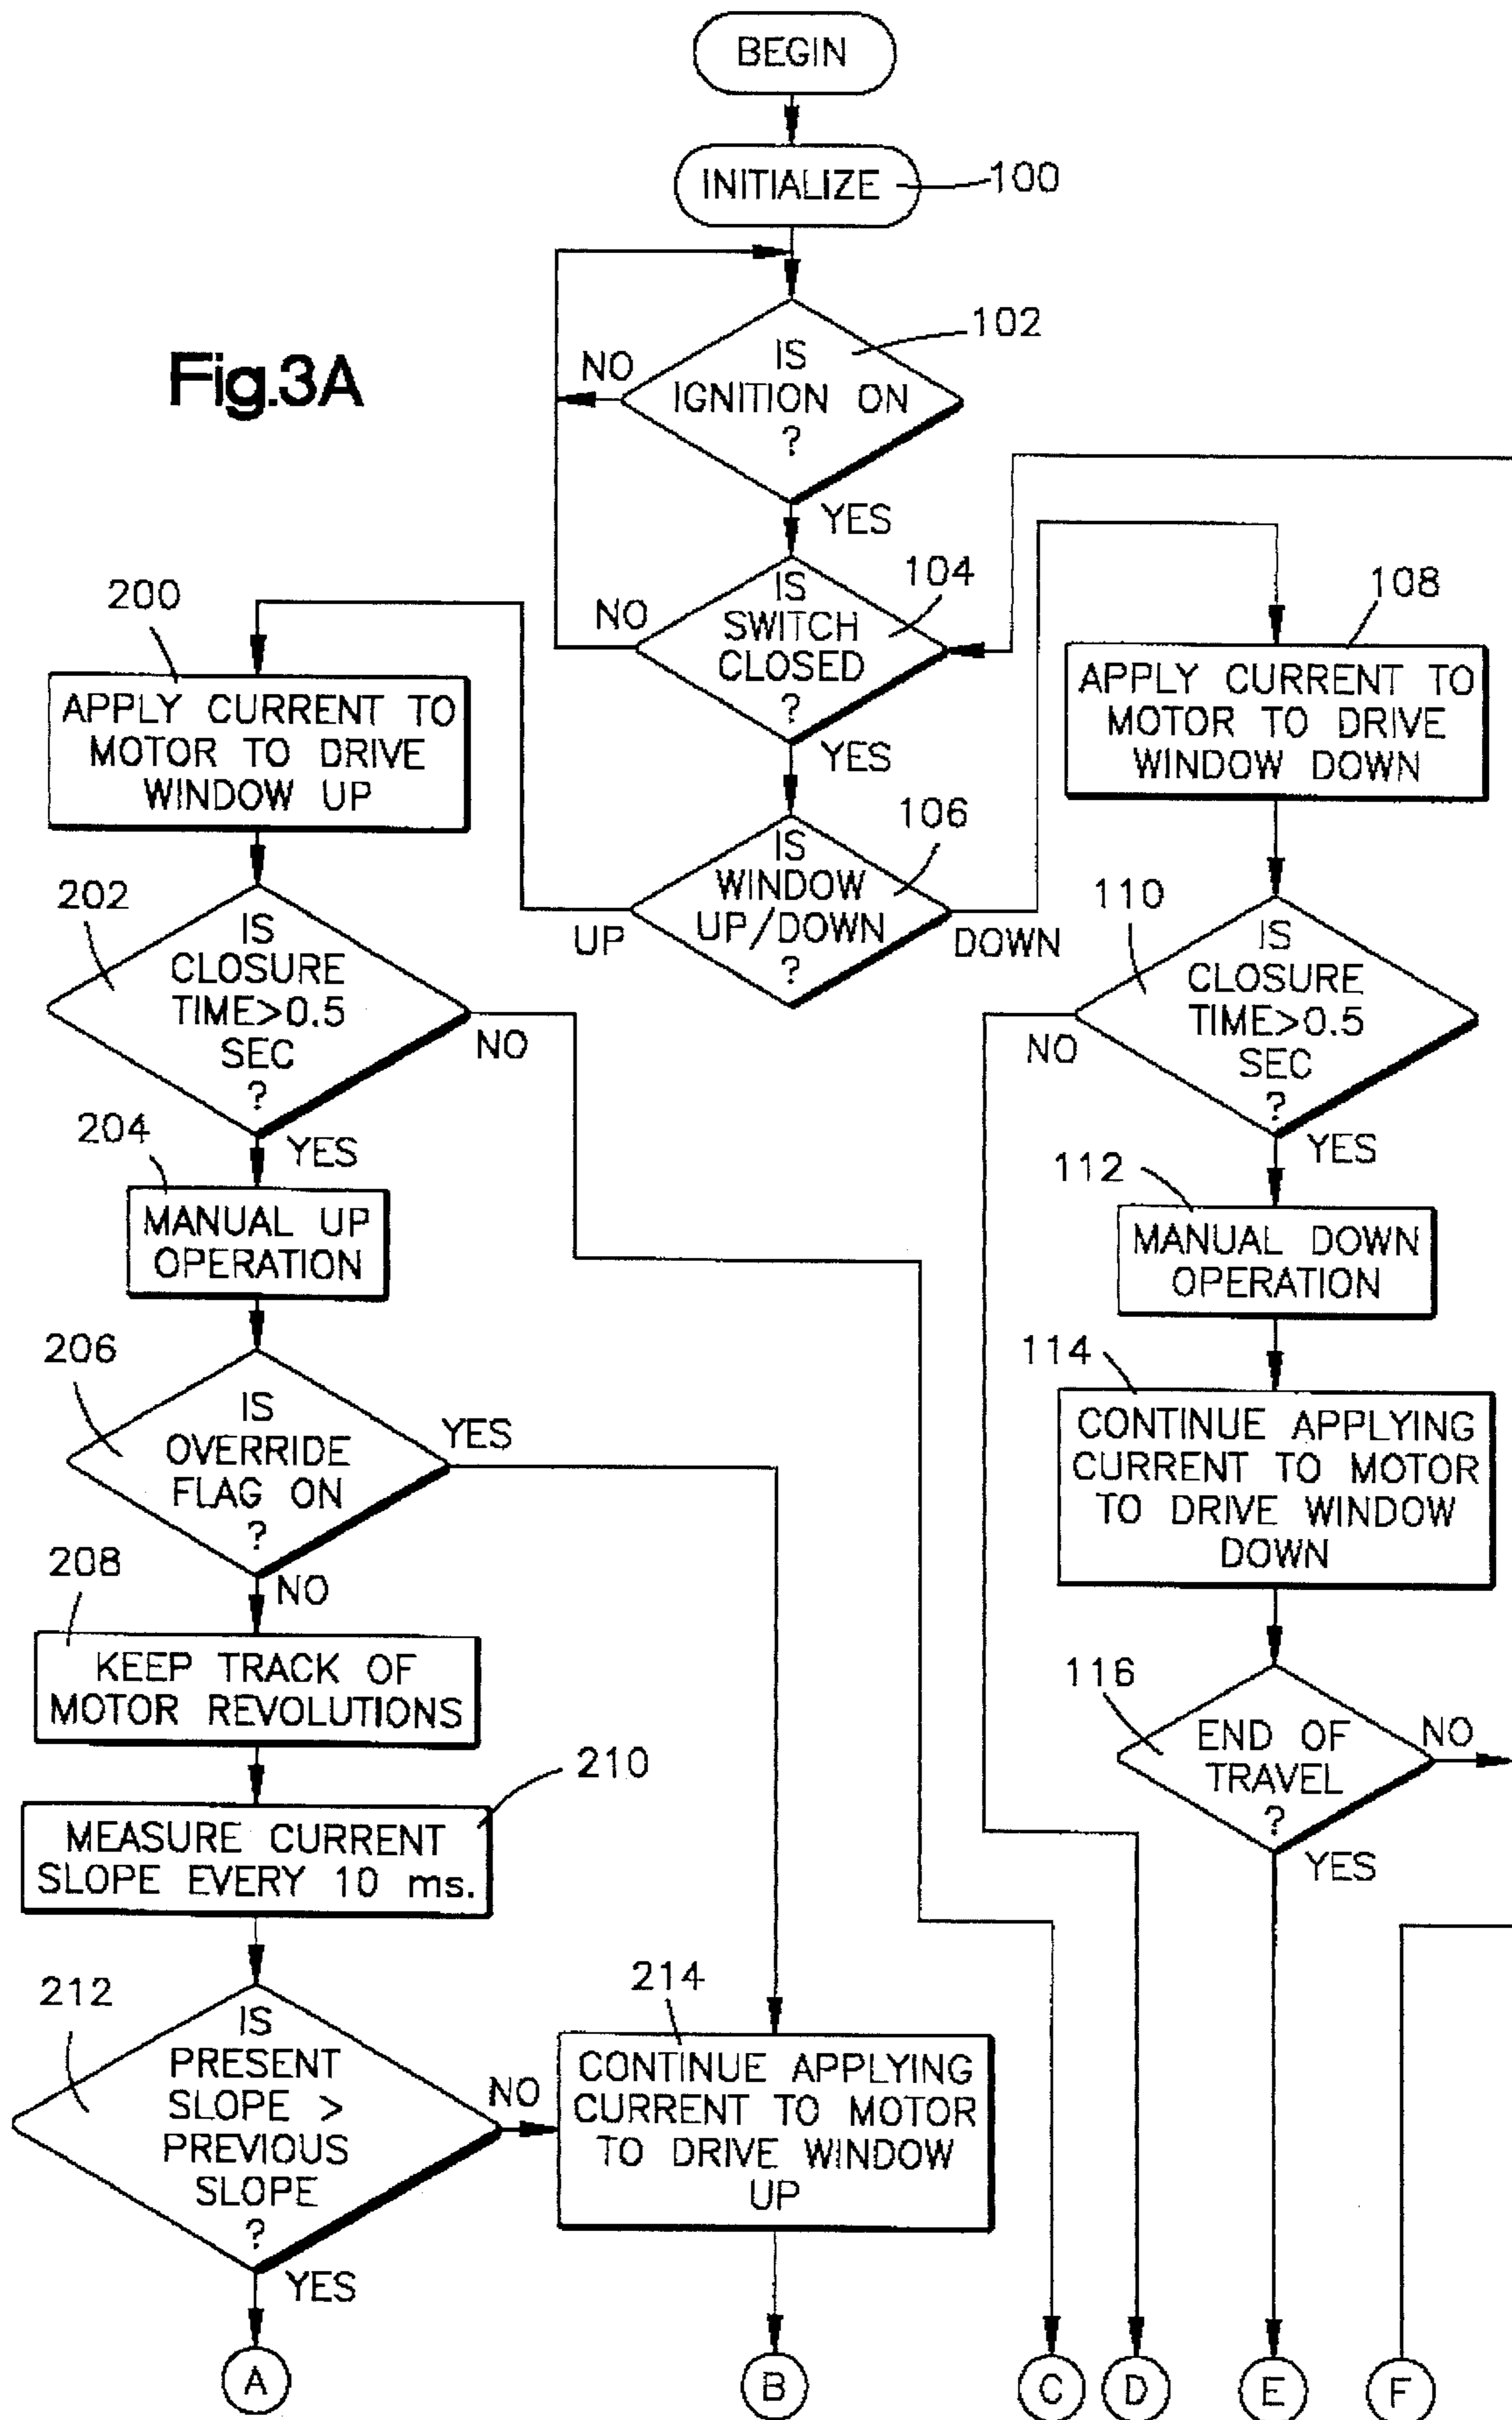 BEGIN
INITIALIZE
100
Fig.3A
IS
IGNITION ON
?
102
NO
YES
IS
SWITCH
CLOSED
?
104
NO
YES
IS
WINDOW
UP/DOWN
?
106
UP
DOWN
200
APPLY CURRENT TO
MOTOR TO DRIVE
WINDOW UP
202
IS
CLOSURE
TIME>0.5
SEC
?
NO
YES
204
MANUAL UP
OPERATION
206
IS
OVERRIDE
FLAG ON
?
YES
NO
208
KEEP TRACK OF
MOTOR REVOLUTIONS
210
MEASURE CURRENT
SLOPE EVERY 10 ms.
212
IS
PRESENT
SLOPE >
PREVIOUS
SLOPE
?
NO
YES
214
CONTINUE APPLYING
CURRENT TO MOTOR
TO DRIVE WINDOW
UP
108
APPLY CURRENT TO
MOTOR TO DRIVE
WINDOW DOWN
110
IS
CLOSURE
TIME>0.5
SEC
?
NO
YES
112
MANUAL DOWN
OPERATION
114
CONTINUE APPLYING
CURRENT TO MOTOR
TO DRIVE WINDOW
DOWN
116
END OF
TRAVEL
?
NO
YES
A
B
C
D
E
F